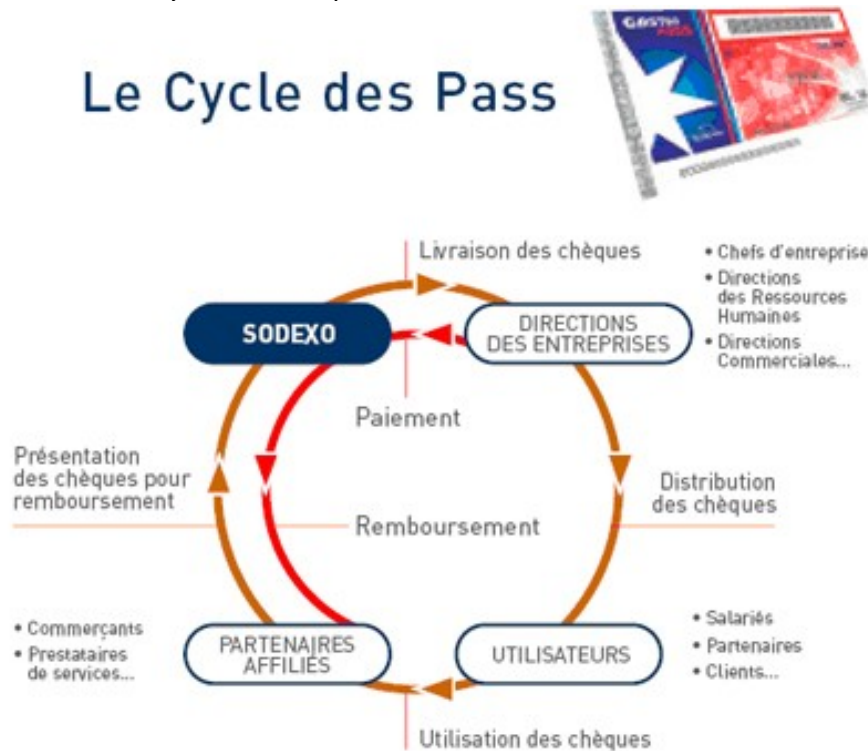 Le Cycle des Pass
GASTRO
PASS
Livraison des chèques
• Chefs d'entreprise
• Directions
des Ressources
Humaines
• Directions
Commerciales...
SODEXO
DIRECTIONS
DES ENTREPRISES
Paiement
Présentation
des chèques pour
remboursement
Distribution
des chèques
Remboursement
• Commerçants
• Prestataires
de services...
PARTENAIRES
AFFILIÉS
UTILISATEURS
• Salariés
• Partenaires
• Clients...
Utilisation des chèques